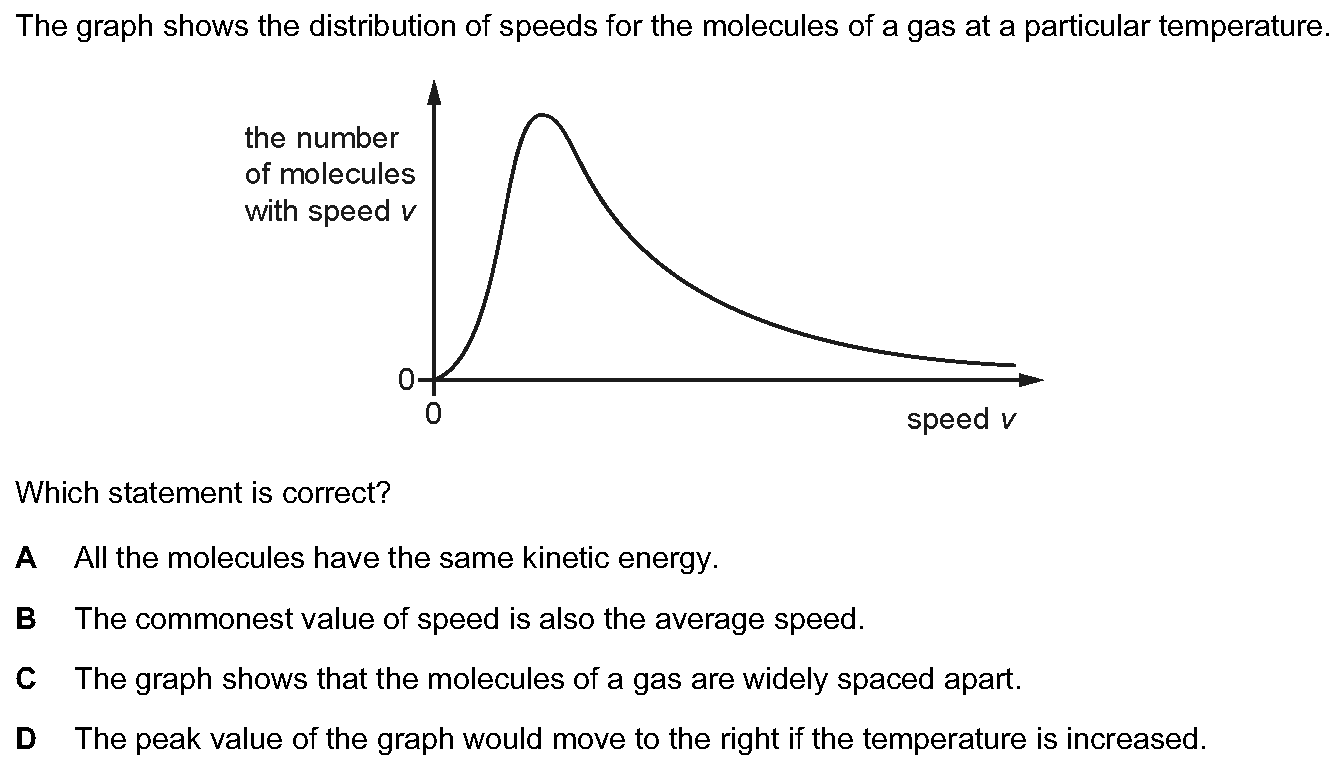 The graph shows the distribution of speeds for the molecules of a gas at a particular temperature.
the number
of molecules
with speed v
0
0
speed v
Which statement is correct?
A All the molecules have the same kinetic energy.
B The commonest value of speed is also the average speed.
C The graph shows that the molecules of a gas are widely spaced apart.
D The peak value of the graph would move to the right if the temperature is increased.